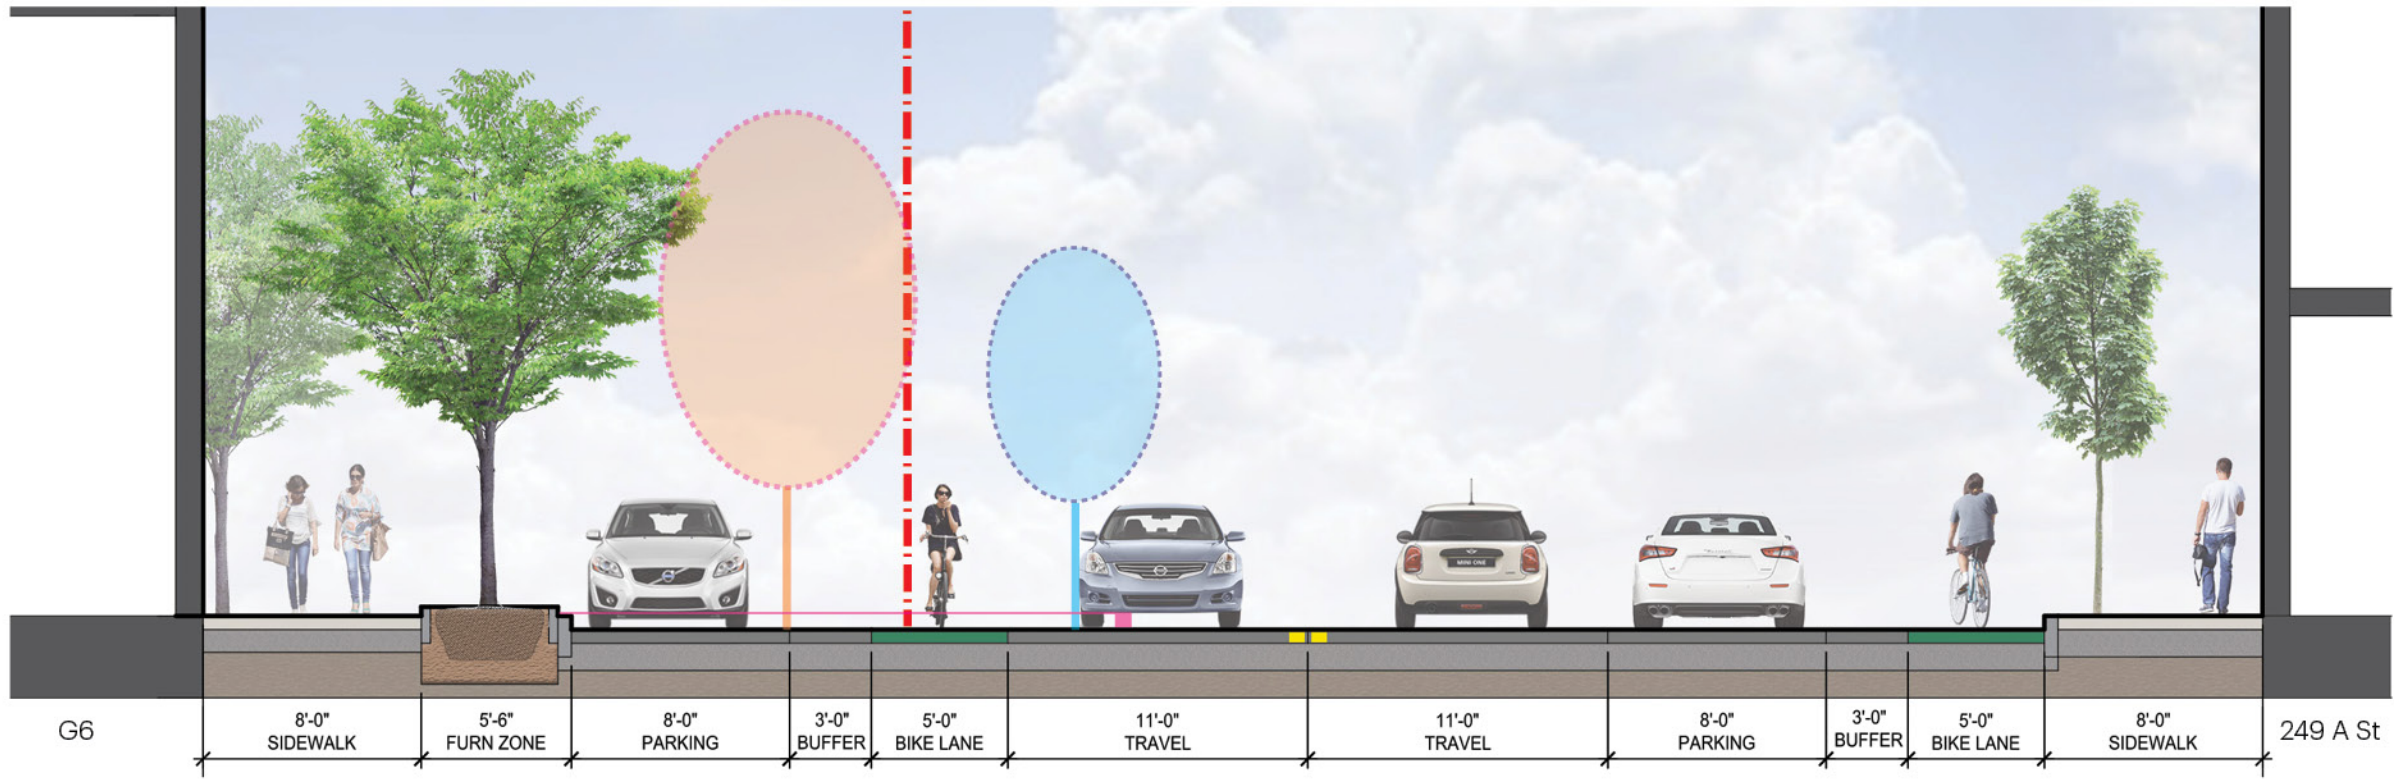 MINI ONE
G6
8'-0"
SIDEWALK
5'-6"
FURN ZONE
8'-0"
PARKING
3'-0"
BUFFER
5'-0"
BIKE LANE
11'-0"
TRAVEL
11'-0"
TRAVEL
8'-0"
PARKING
3'-0"
BUFFER
5'-0"
BIKE LANE
8'-0"
SIDEWALK
249 A St